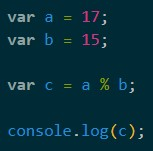 var a = 17;
var b = 15;
var c = a % b;
console.log(c);